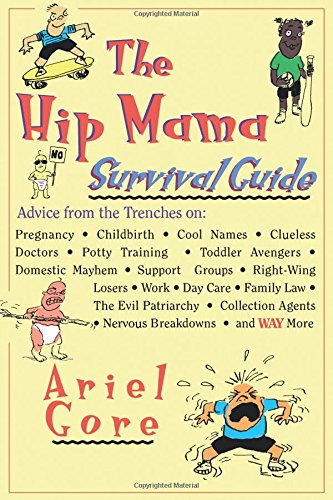 Copyrighted Material
The
Hip Mama
NO
Survival Guide
Advice from the Trenches on:
Pregnancy • Childbirth • Cool Names • Clueless
Doctors • Potty Training • Toddler Avengers •
Domestic Mayhem • Support Groups • Right-Wing
Losers • Work • Day Care • Family Law •
The Evil Patriarchy • Collection Agents
• Nervous Breakdowns • and WAY More
Ariel
Gore
Copyrighted Material